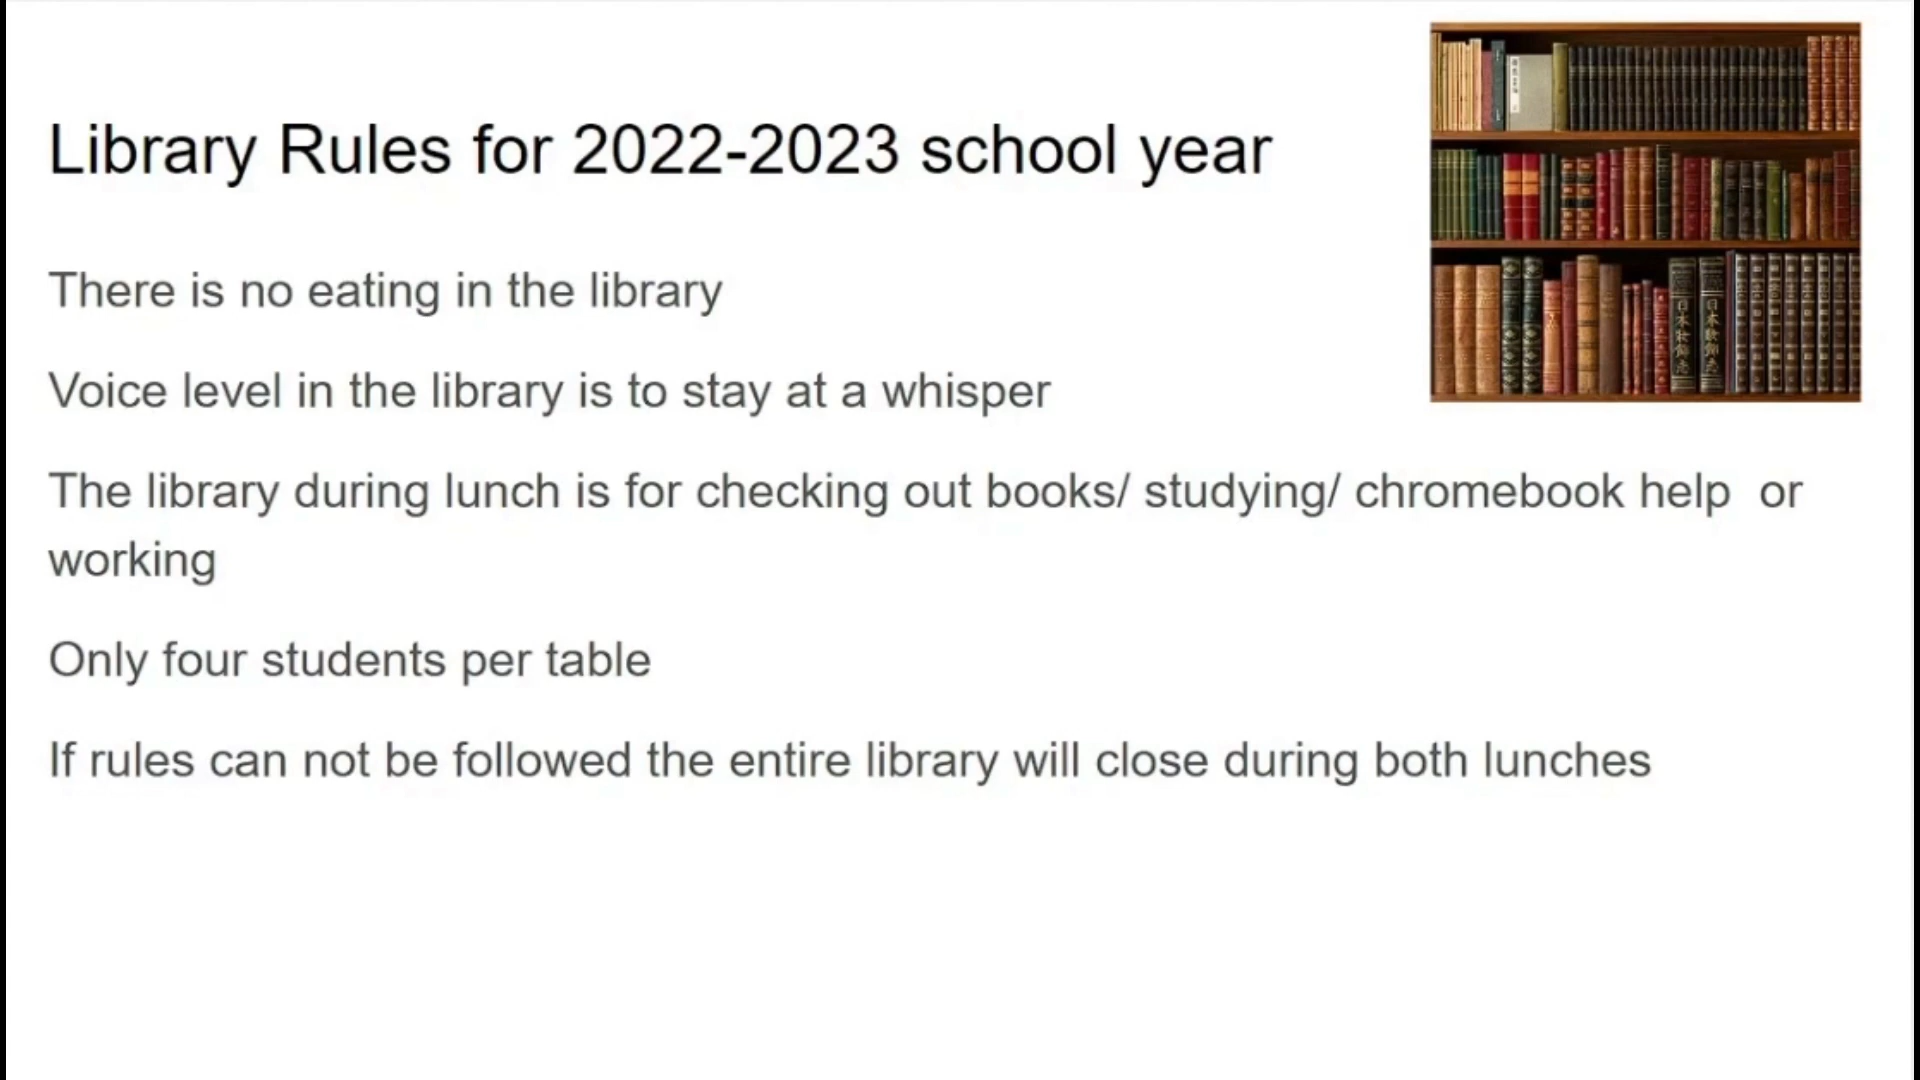 Library Rules for 2022-2023 school year
There is no eating in the library
Voice level in the library is to stay at a whisper
The library during lunch is for checking out books/ studying/ chromebook help  or
working
Only four students per table
If rules can not be followed the entire library will close during both lunches